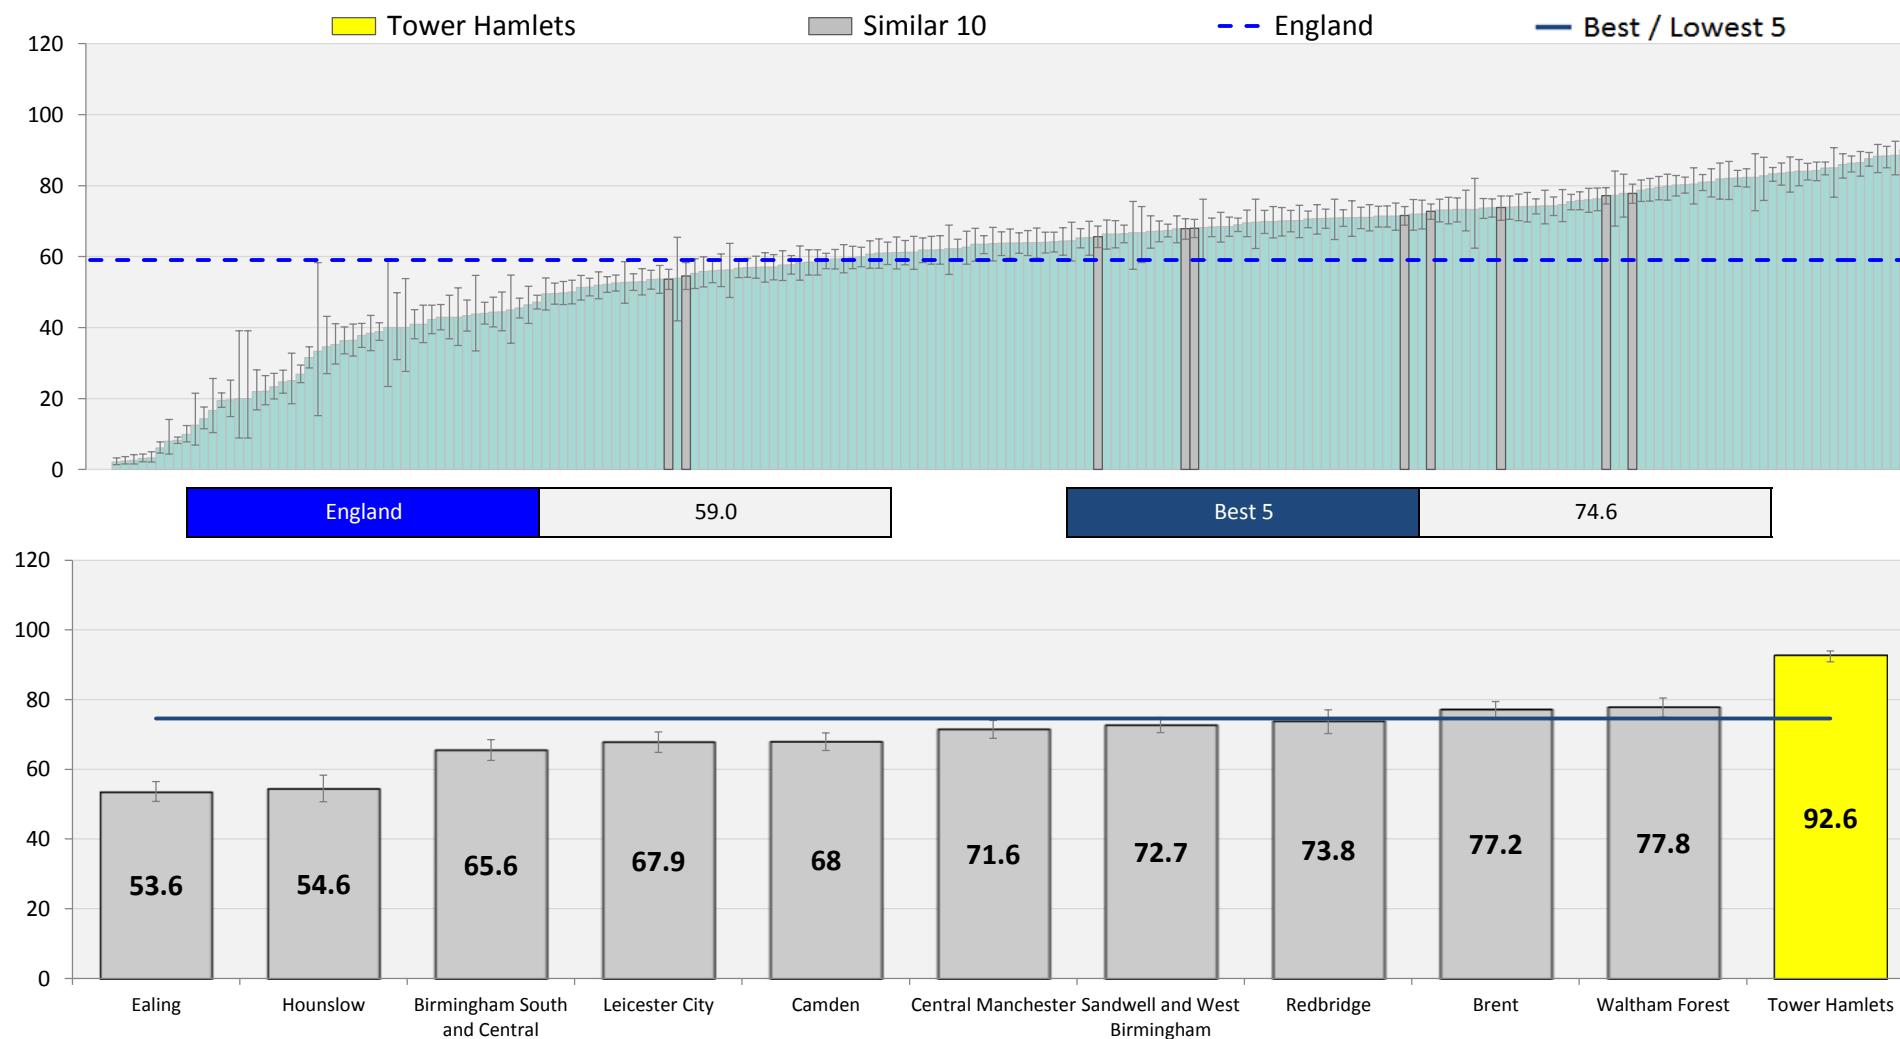 Tower Hamlets Similar 10 England Best / Lowest 5
120
100
80
60
40
20
0
England 59.0 Best 5 74.6
120
100
80
60
40
20
0
53.6 54.6 65.6 67.9 68 71.6 72.7 73.8 77.2 77.8 92.6
Ealing Hounslow Birmingham South Leicester City Camden Central Manchester Sandwell and West Redbridge Brent Waltham Forest Tower Hamlets
and Central Birmingham